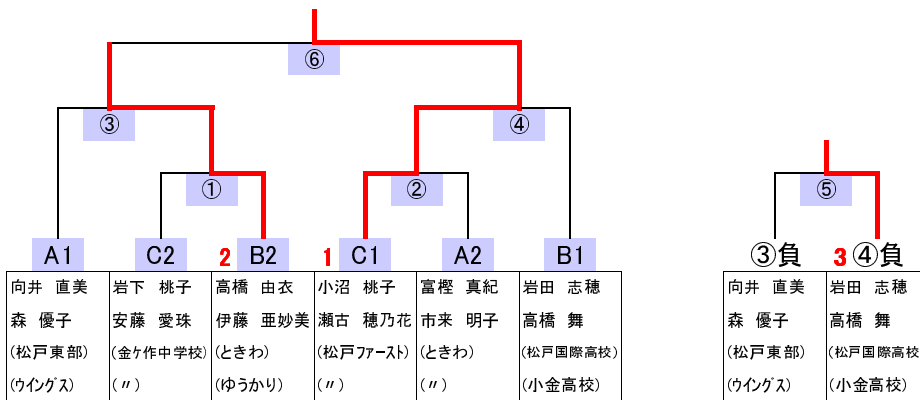 ⑥
③
④
①
②
⑤
A1
C2
2 B2
1 C1
A2
B1
③負
3 ④負
向井 直美
森 優子
(松戸東部)
(ウイングス)
岩下 桃子
安藤 愛珠
(金ケ作中学校)
(〃)
高橋 由衣
伊藤 亜妙美
(ときわ)
(ゆうかり)
小沼 桃子
瀬古 穂乃花
(松戸ファースト)
(〃)
富樫 真紀
市来 明子
(ときわ)
(〃)
岩田 志穂
高橋 舞
(松戸国際高校)
(小金高校)
向井 直美
森 優子
(松戸東部)
(ウイングス)
岩田 志穂
高橋 舞
(松戸国際高校)
(小金高校)